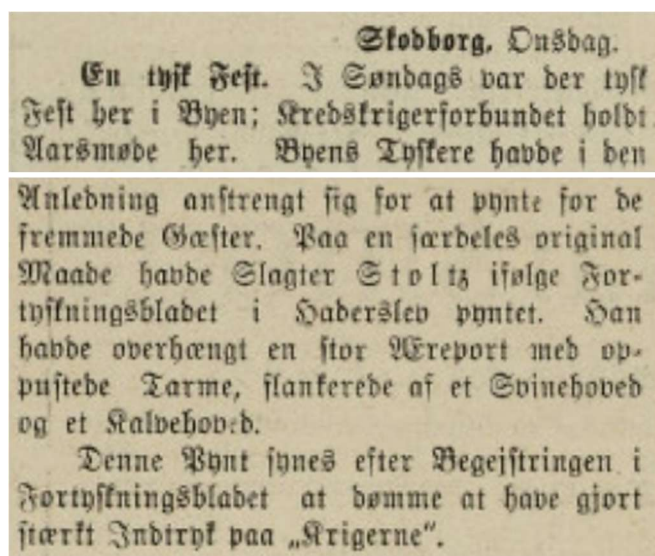 Skodborg, Onsdag.
En tysk Fest. I Søndags var der tysk
Fest her i Byen; Kredskrigerforbundet holdt
Aarsmøde her. Byens Tyskere havde i den
Anledning anstrengt sig for at pynte for de
fremmede Gæster. Paa en særdeles original
Maade havde Slagter Stoltz ifølge For-
tyskningsbladet i Haderslev pyntet. Han
havde overhængt en stor Æreport med op-
pustede Tarme, flankerede af et Svinehoved
og et Kalvehoved.
Denne Pynt synes efter Begejstringen i
Fortyskningsbladet at dømme at have gjort
stærkt Indtryk paa „Krigerne“.